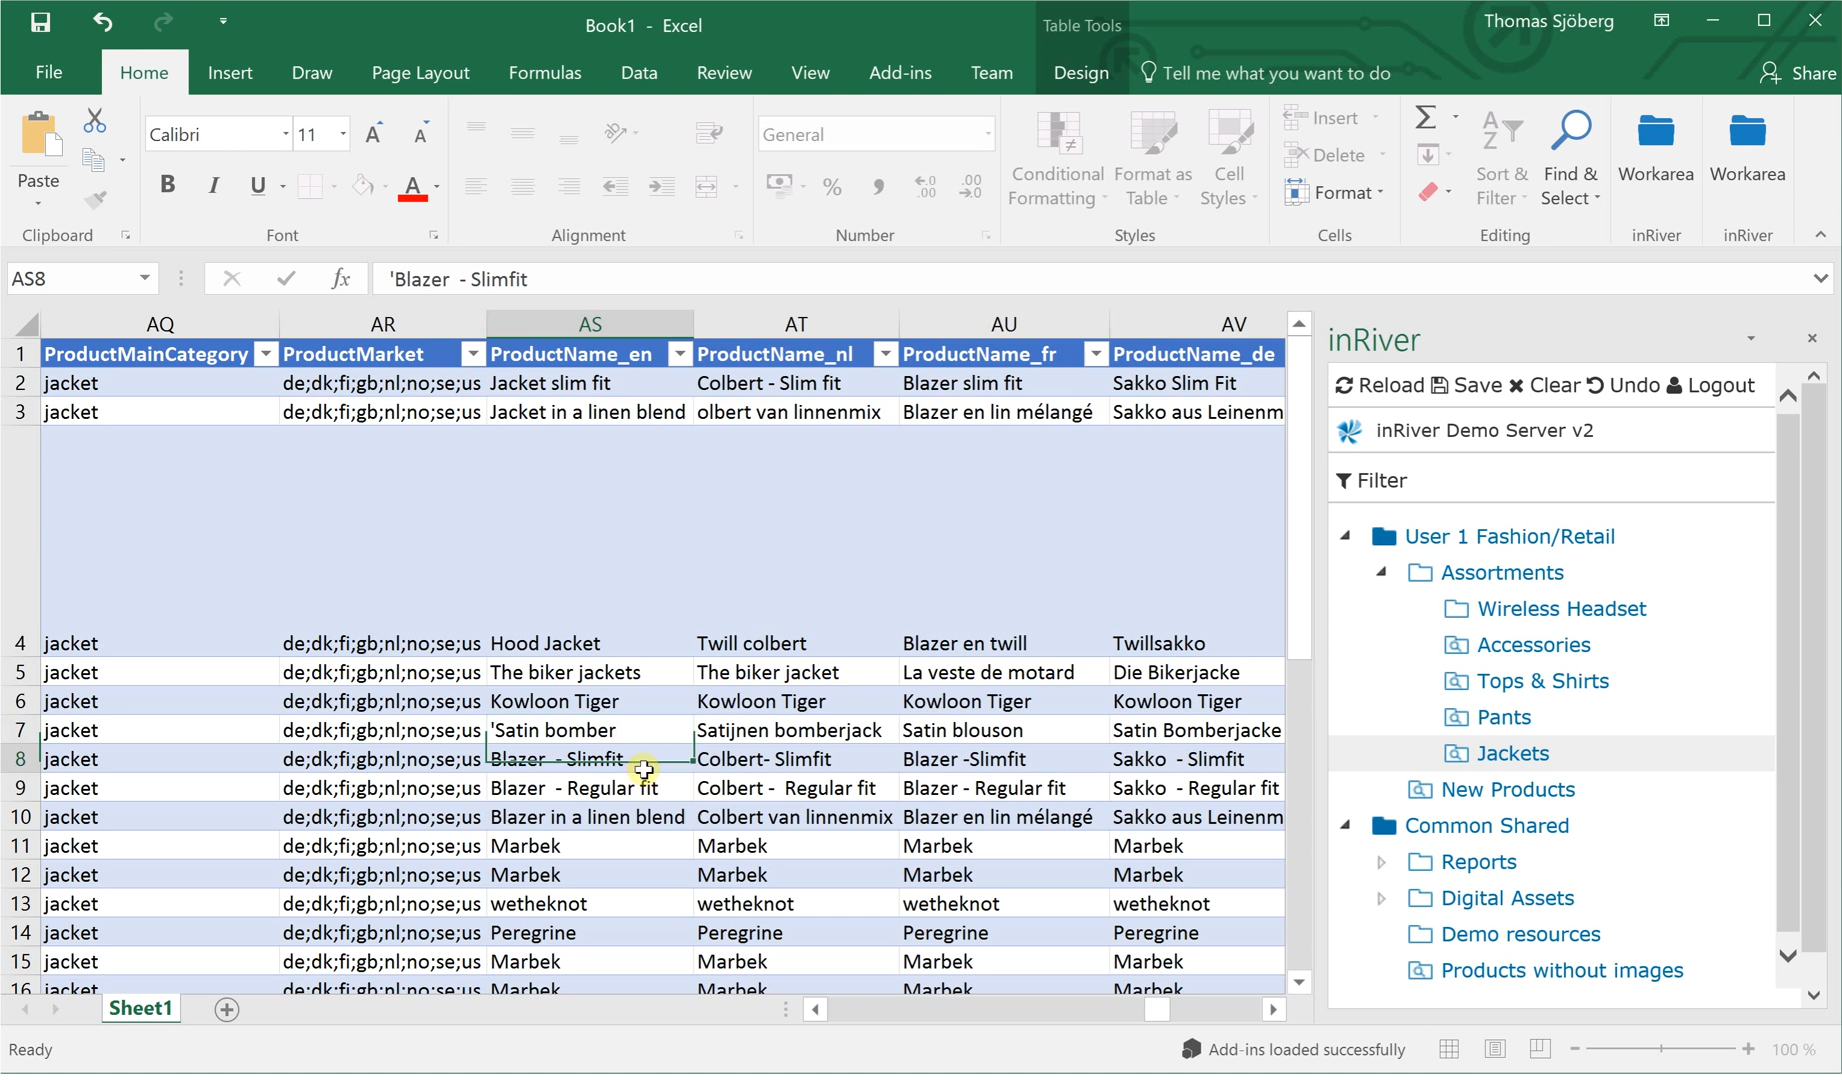 Book1 - Excel
Table Tools
Thomas Sjöberg
File Home Insert Draw Page Layout Formulas Data Review View Add-ins Team Design Tell me what you want to do Share
Paste
Clipboard
Calibri 11
A A
B I U A
Font
Alignment
General
% , ←.0 .00 .00 →.0
Number
Conditional Formatting
Format as Table
Cell Styles
Styles
Insert
Delete
Format
Cells
Σ
A Z
Sort & Filter
Find & Select
Editing
Workarea
inRiver
Workarea
inRiver
AS8 fx 'Blazer  - Slimfit
AQ AR AS AT AU AV
1 ProductMainCategory ProductMarket ProductName_en ProductName_nl ProductName_fr ProductName_de
2 jacket de;dk;fi;gb;nl;no;se;us Jacket slim fit Colbert - Slim fit Blazer slim fit Sakko Slim Fit
3 jacket de;dk;fi;gb;nl;no;se;us Jacket in a linen blend olbert van linnenmix Blazer en lin mélangé Sakko aus Leinenm
4 jacket de;dk;fi;gb;nl;no;se;us Hood Jacket Twill colbert Blazer en twill Twillsakko
5 jacket de;dk;fi;gb;nl;no;se;us The biker jackets The biker jacket La veste de motard Die Bikerjacke
6 jacket de;dk;fi;gb;nl;no;se;us Kowloon Tiger Kowloon Tiger Kowloon Tiger Kowloon Tiger
7 jacket de;dk;fi;gb;nl;no;se;us 'Satin bomber Satijnen bomberjack Satin blouson Satin Bomberjacke
8 jacket de;dk;fi;gb;nl;no;se;us Blazer  - Slimfit Colbert- Slimfit Blazer -Slimfit Sakko  - Slimfit
9 jacket de;dk;fi;gb;nl;no;se;us Blazer  - Regular fit Colbert -  Regular fit Blazer - Regular fit Sakko  - Regular fit
10 jacket de;dk;fi;gb;nl;no;se;us Blazer in a linen blend Colbert van linnenmix Blazer en lin mélangé Sakko aus Leinenm
11 jacket de;dk;fi;gb;nl;no;se;us Marbek Marbek Marbek Marbek
12 jacket de;dk;fi;gb;nl;no;se;us Marbek Marbek Marbek Marbek
13 jacket de;dk;fi;gb;nl;no;se;us wetheknot wetheknot wetheknot wetheknot
14 jacket de;dk;fi;gb;nl;no;se;us Peregrine Peregrine Peregrine Peregrine
15 jacket de;dk;fi;gb;nl;no;se;us Marbek Marbek Marbek Marbek
16 jacket de;dk;fi;gb;nl;no;se;us Marbek Marbek Marbek Marbek
inRiver
Reload Save Clear Undo Logout
inRiver Demo Server v2
Filter
User 1 Fashion/Retail
Assortments
Wireless Headset
Accessories
Tops & Shirts
Pants
Jackets
New Products
Common Shared
Reports
Digital Assets
Demo resources
Products without images
Sheet1
Ready
Add-ins loaded successfully
100 %